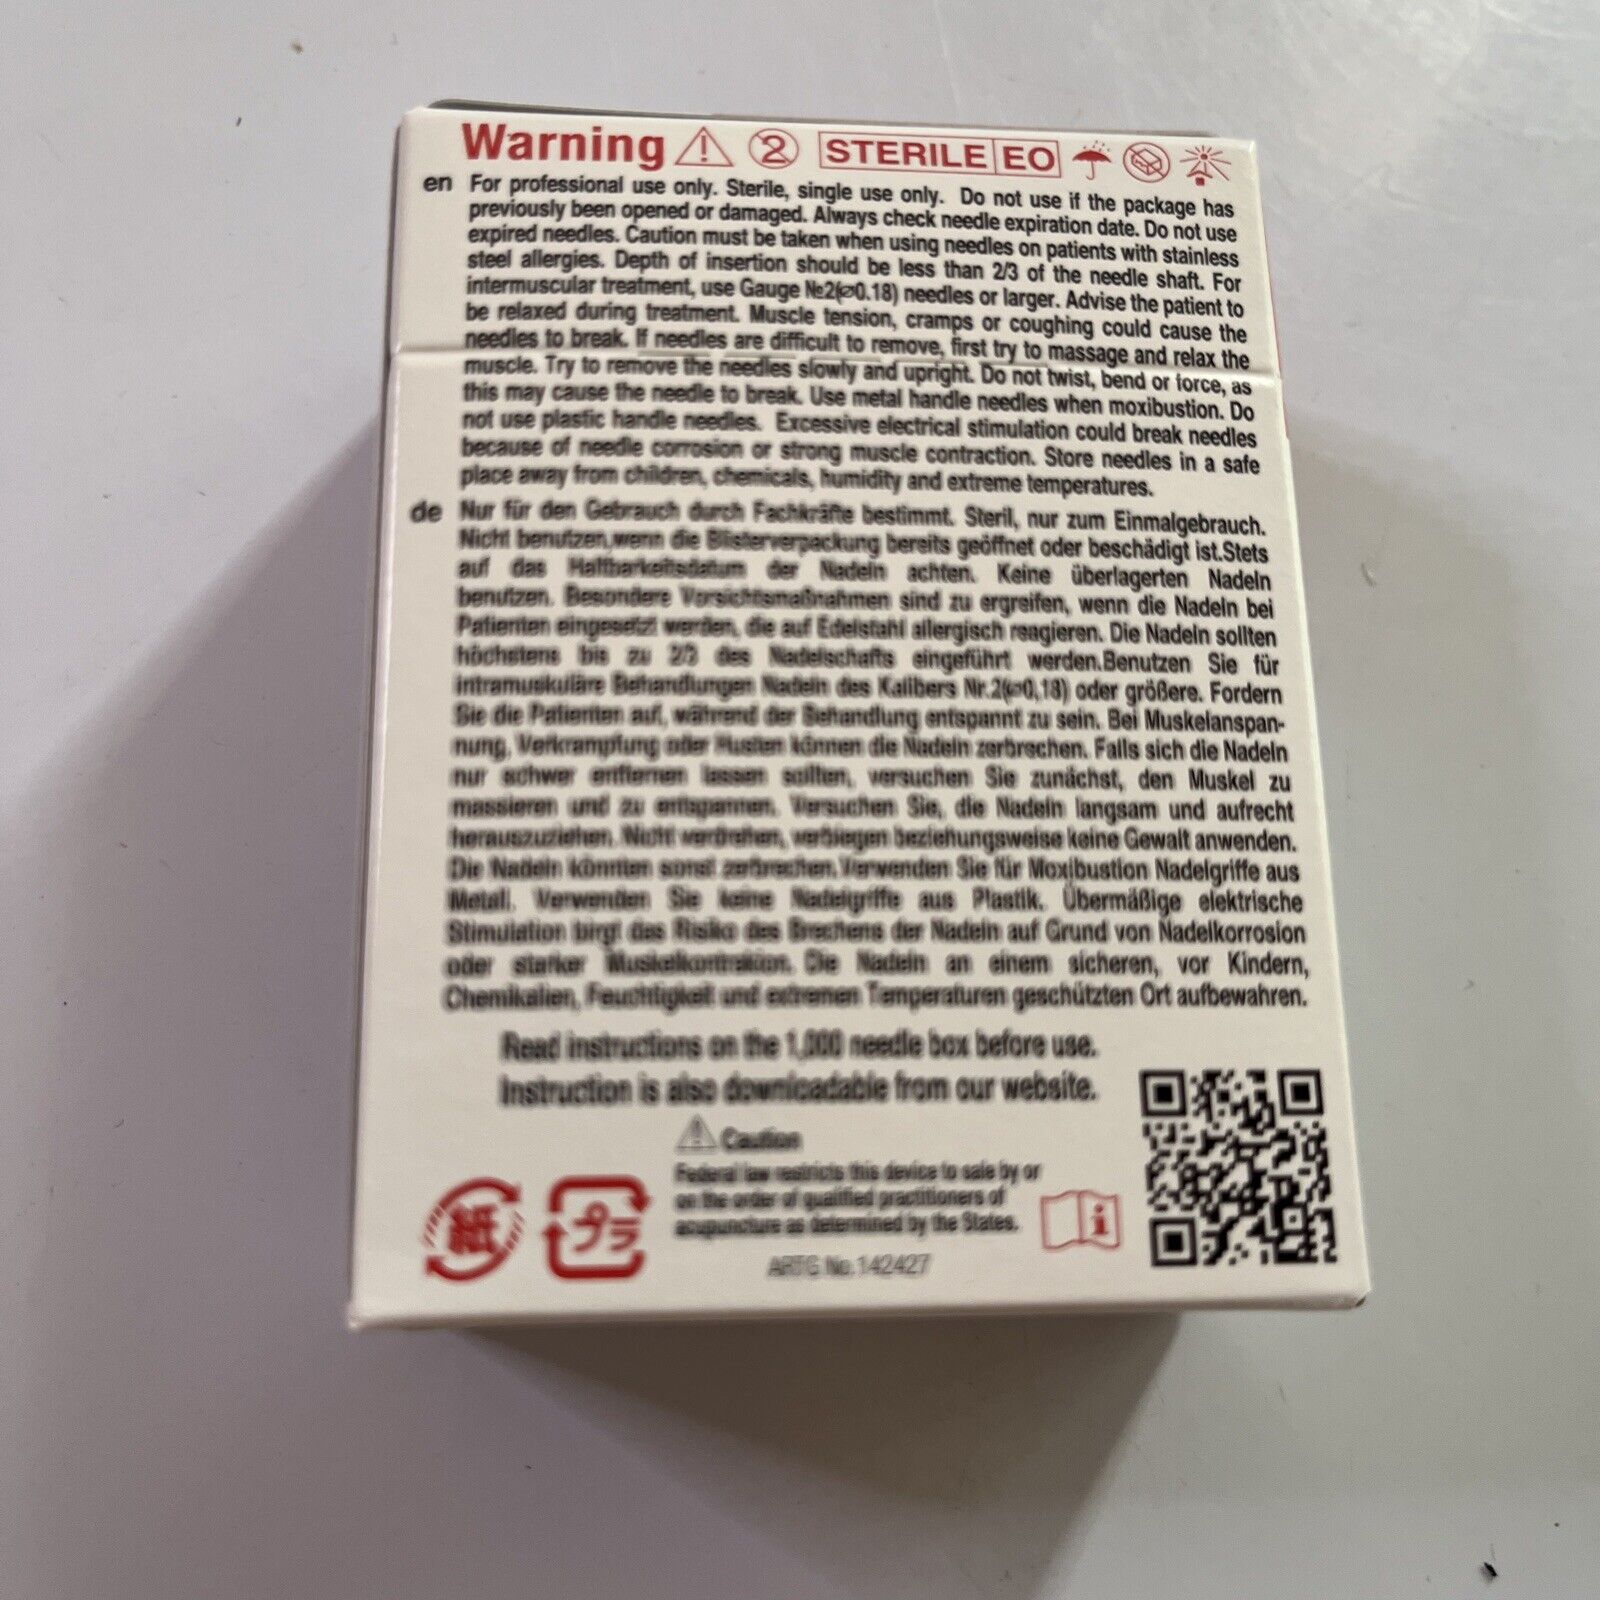 Warning
STERILE EO
en For professional use only. Sterile, single use only. Do not use if the package has
previously been opened or damaged. Always check needle expiration date. Do not use
expired needles. Caution must be taken when using needles on patients with stainless
steel allergies. Depth of insertion should be less than 2/3 of the needle shaft. For
intermuscular treatment, use Gauge №2(⌀0.18) needles or larger. Advise the patient to
be relaxed during treatment. Muscle tension, cramps or coughing could cause the
needles to break. If needles are difficult to remove, first try to massage and relax the
muscle. Try to remove the needles slowly and upright. Do not twist, bend or force, as
this may cause the needle to break. Use metal handle needles when moxibustion. Do
not use plastic handle needles. Excessive electrical stimulation could break needles
because of needle corrosion or strong muscle contraction. Store needles in a safe
place away from children, chemicals, humidity and extreme temperatures.
de Nur für den Gebrauch durch Fachkräfte bestimmt. Steril, nur zum Einmalgebrauch.
Nicht benutzen,wenn die Blisterverpackung bereits geöffnet oder beschädigt ist.Stets
auf das Haltbarkeitsdatum der Nadeln achten. Keine überlagerten Nadeln
benutzen. Besondere Vorsichtsmaßnahmen sind zu ergreifen, wenn die Nadeln bei
Patienten eingesetzt werden, die auf Edelstahl allergisch reagieren. Die Nadeln sollten
höchstens bis zu 2/3 des Nadelschafts eingeführt werden.Benutzen Sie für
intramuskuläre Behandlungen Nadeln des Kalibers Nr.2(⌀0,18) oder größere. Fordern
Sie die Patienten auf, während der Behandlung entspannt zu sein. Bei Muskelanspan-
nung, Verkrampfung oder Husten können die Nadeln zerbrechen. Falls sich die Nadeln
nur schwer entfernen lassen sollten, versuchen Sie zunächst, den Muskel zu
massieren und zu entspannen. Versuchen Sie, die Nadeln langsam und aufrecht
herauszuziehen. Nicht verdrehen, verbiegen beziehungsweise keine Gewalt anwenden.
Die Nadeln könnten sonst zerbrechen.Verwenden Sie für Moxibustion Nadelgriffe aus
Metall. Verwenden Sie keine Nadelgriffe aus Plastik. Übermäßige elektrische
Stimulation birgt das Risiko des Brechens der Nadeln auf Grund von Nadelkorrosion
oder starker Muskelkontraktion. Die Nadeln an einem sicheren, vor Kindern,
Chemikalien, Feuchtigkeit und extremen Temperaturen geschützten Ort aufbewahren.
Read instructions on the 1,000 needle box before use.
Instruction is also downloadable from our website.
Caution
Federal law restricts this device to sale by or
on the order of qualified practitioners of
acupuncture as determined by the States.
紙 プラ
ARTG No.142427